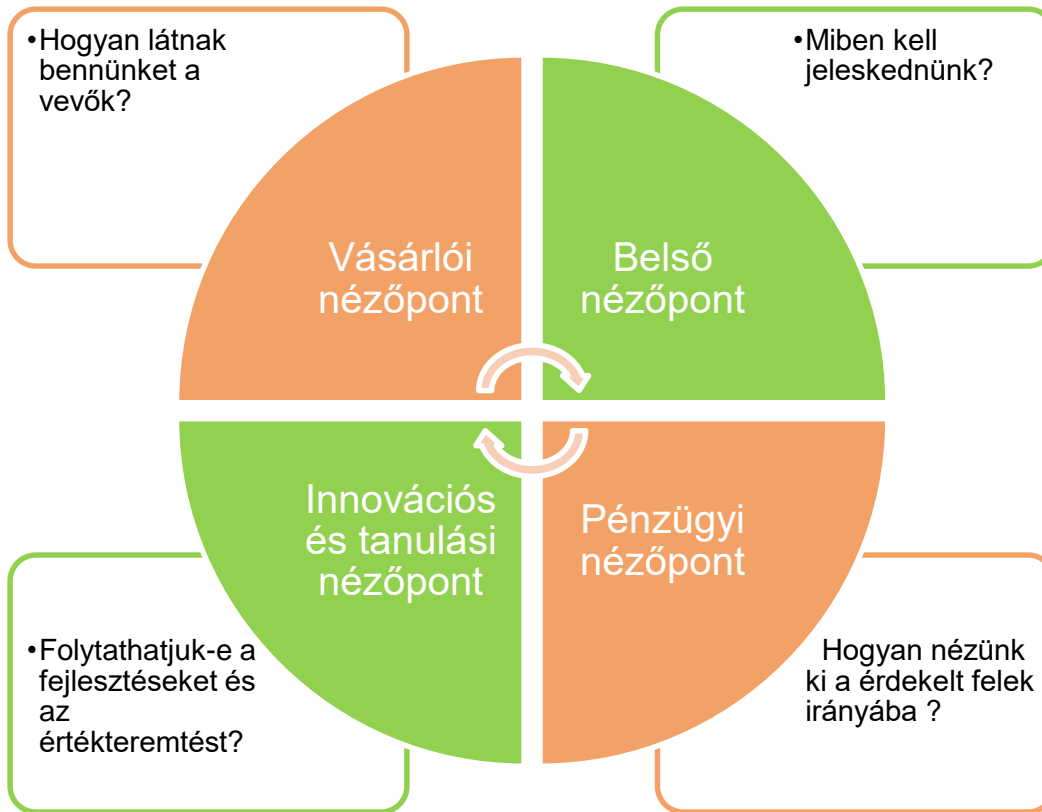 •Hogyan látnak
bennünket a
vevők?
•Miben kell
jeleskednünk?
Vásárlói
nézőpont
Belső
nézőpont
Innovációs
és tanulási
nézőpont
Pénzügyi
nézőpont
•Folytathatjuk-e a
fejlesztéseket és
az
értékteremtést?
Hogyan nézünk
ki a érdekelt felek
irányába ?